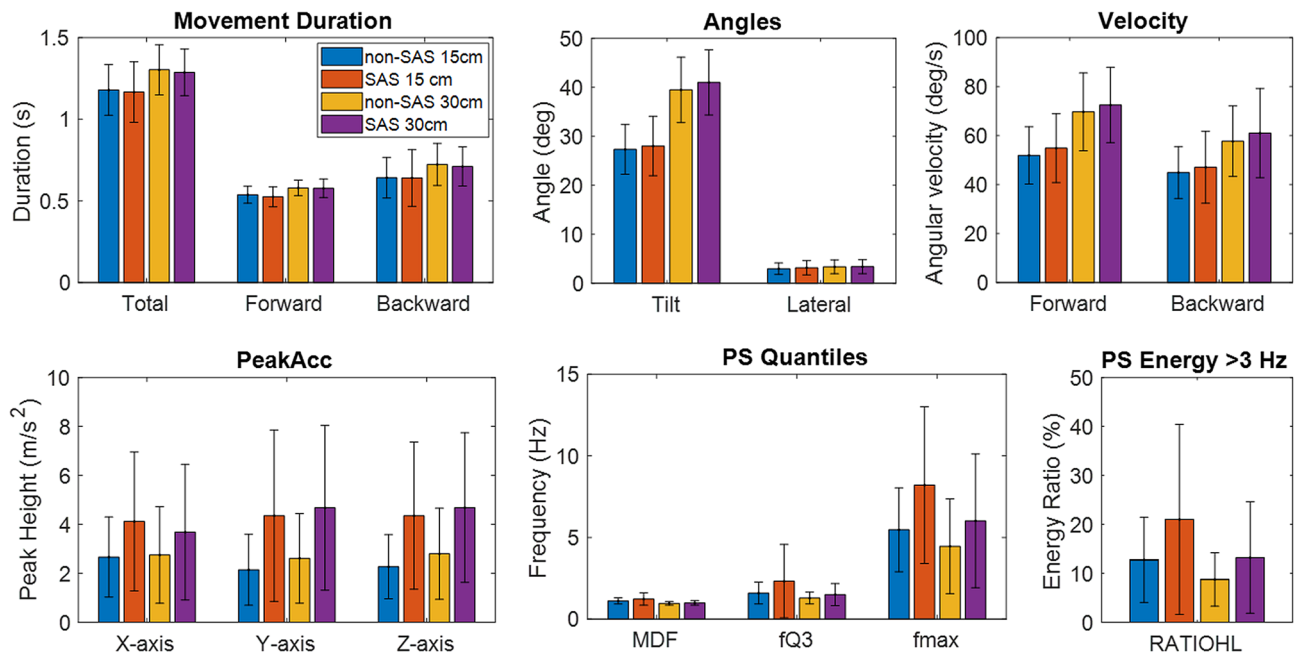 Movement Duration
Duration (s)
1.5
1
0.5
0
non-SAS 15cm
SAS 15 cm
non-SAS 30cm
SAS 30cm
Total Forward Backward
Angles
Angle (deg)
50
40
30
20
10
0
Tilt Lateral
Velocity
Angular velocity (deg/s)
100
80
60
40
20
0
Forward Backward
PeakAcc
Peak Height (m/s²)
10
8
6
4
2
0
X-axis Y-axis Z-axis
PS Quantiles
Frequency (Hz)
15
10
5
0
MDF fQ3 fmax
PS Energy >3 Hz
Energy Ratio (%)
50
40
30
20
10
0
RATIOHL